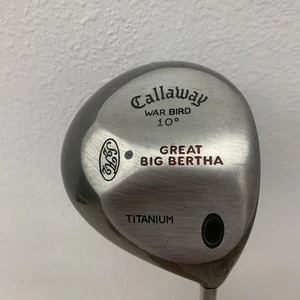 Callaway
WAR BIRD
10°
GREAT
BIG BERTHA
TITANIUM